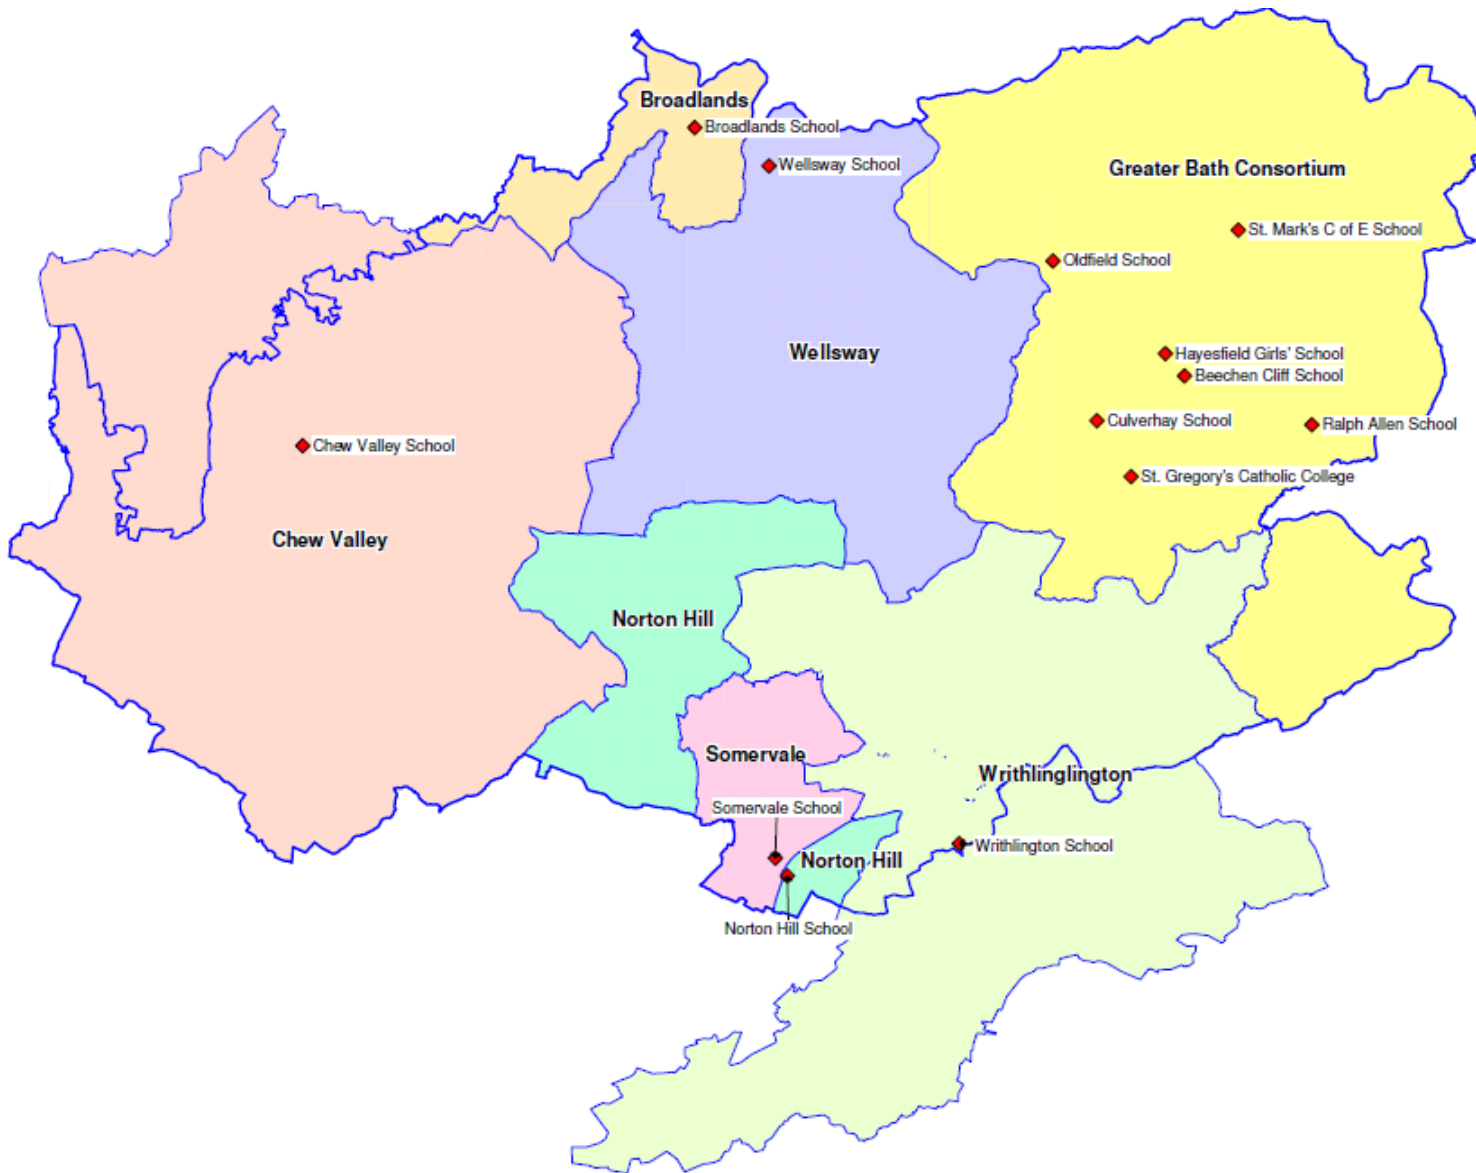 Broadlands
Broadlands School
Wellsway School
Greater Bath Consortium
St. Mark's C of E School
Oldfield School
Wellsway
Hayesfield Girls' School
Beechen Cliff School
Culverhay School
Ralph Allen School
Chew Valley School
St. Gregory's Catholic College
Chew Valley
Norton Hill
Somervale
Writhlinglington
Somervale School
Writhlington School
Norton Hill
Norton Hill School